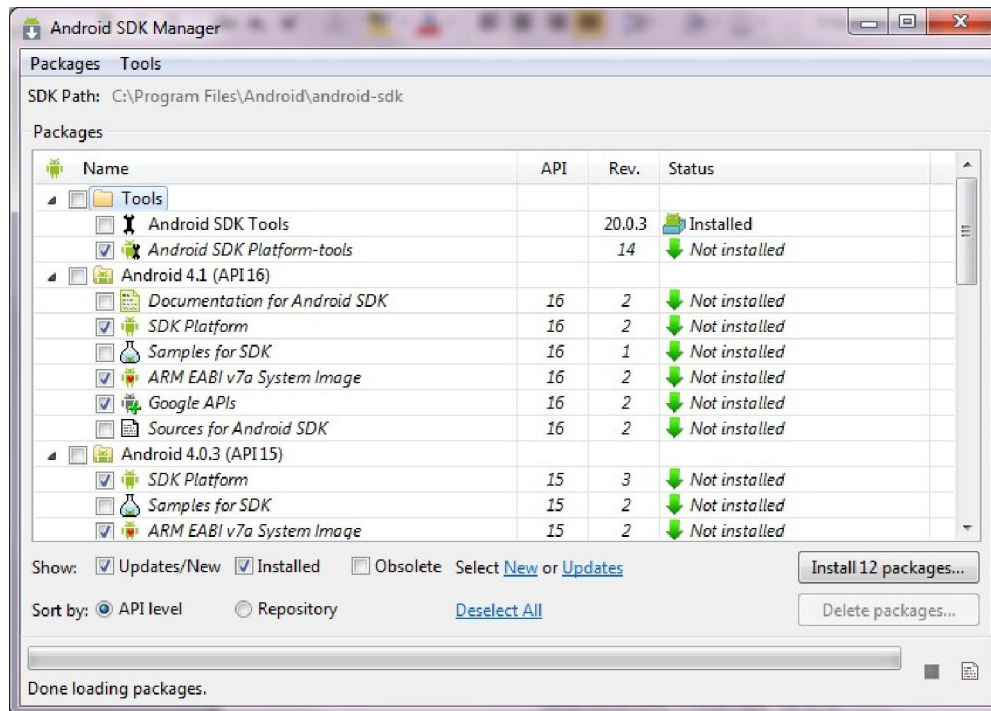 Android SDK Manager
Packages Tools
SDK Path: C:\Program Files\Android\android-sdk
Packages
Name API Rev. Status
Tools
Android SDK Tools 20.0.3 Installed
Android SDK Platform-tools 14 Not installed
Android 4.1 (API 16)
Documentation for Android SDK 16 2 Not installed
SDK Platform 16 2 Not installed
Samples for SDK 16 1 Not installed
ARM EABI v7a System Image 16 2 Not installed
Google APIs 16 2 Not installed
Sources for Android SDK 16 2 Not installed
Android 4.0.3 (API 15)
SDK Platform 15 3 Not installed
Samples for SDK 15 2 Not installed
ARM EABI v7a System Image 15 2 Not installed
Show: Updates/New Installed Obsolete Select New or Updates Install 12 packages...
Sort by: API level Repository Deselect All Delete packages...
Done loading packages.